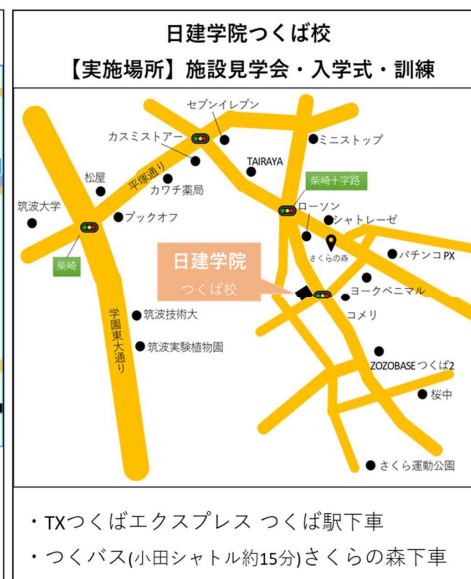 日建学院つくば校
【実施場所】施設見学会・入学式・訓練
セブンイレブン
カスミストアー
ミニストップ
TAIRAYA
平塚通り
カワチ薬局
松屋
柴崎十字路
筑波大学
ブックオフ
ローソン
シャトレーゼ
さくらの森
パチンコPX
柴崎
日建学院
つくば校
ヨークベニマル
コメリ
学園東大通り
筑波技術大
筑波実験植物園
ZOZOBASEつくば2
桜中
さくら運動公園
・TXつくばエクスプレス つくば駅下車
・つくバス(小田シャトル約15分)さくらの森下車